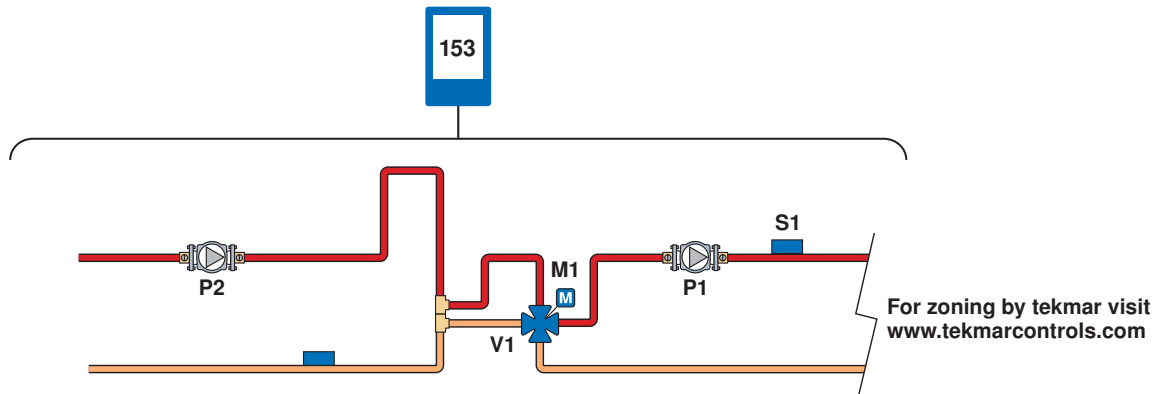 153
S1
M1
M
P2
P1
V1
For zoning by tekmar visit
www.tekmarcontrols.com